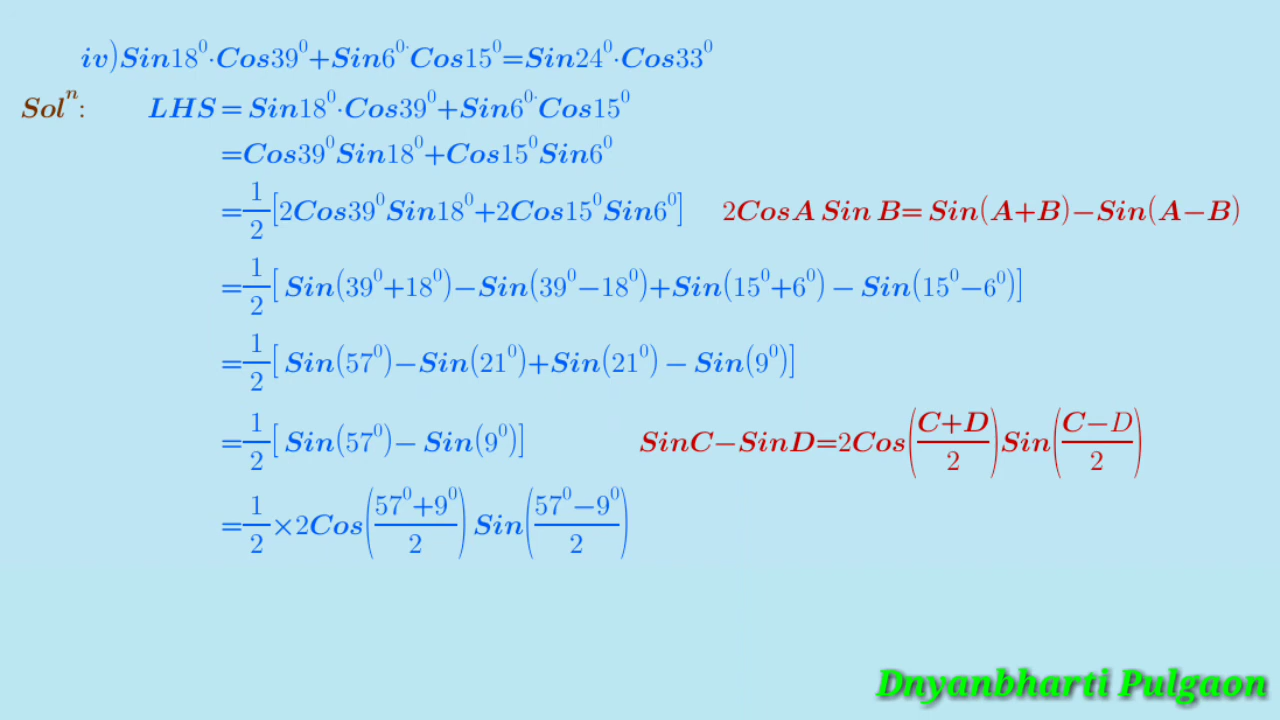 iv)Sin18⁰·Cos39⁰+Sin6⁰·Cos15⁰=Sin24⁰·Cos33⁰
Solⁿ: LHS = Sin18⁰·Cos39⁰+Sin6⁰·Cos15⁰
=Cos39⁰Sin18⁰+Cos15⁰Sin6⁰
=1/2[2Cos39⁰Sin18⁰+2Cos15⁰Sin6⁰] 2CosA Sin B= Sin(A+B)−Sin(A−B)
=1/2[ Sin(39⁰+18⁰)−Sin(39⁰−18⁰)+Sin(15⁰+6⁰) − Sin(15⁰−6⁰)]
=1/2[ Sin(57⁰)−Sin(21⁰)+Sin(21⁰) − Sin(9⁰)]
=1/2[ Sin(57⁰)− Sin(9⁰)] SinC−SinD=2Cos((C+D)/2)Sin((C−D)/2)
=1/2×2Cos((57⁰+9⁰)/2) Sin((57⁰−9⁰)/2)
Dnyanbharti Pulgaon